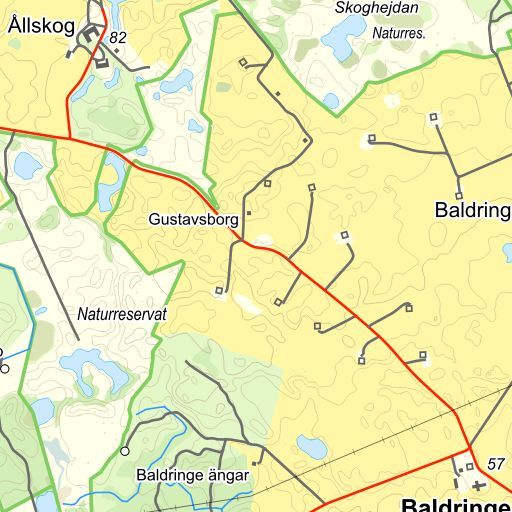 Skoghejdan
Naturres.
Ållskog
82
Gustavsborg
Baldring
Naturreservat
Baldringe ängar
57
Baldringe